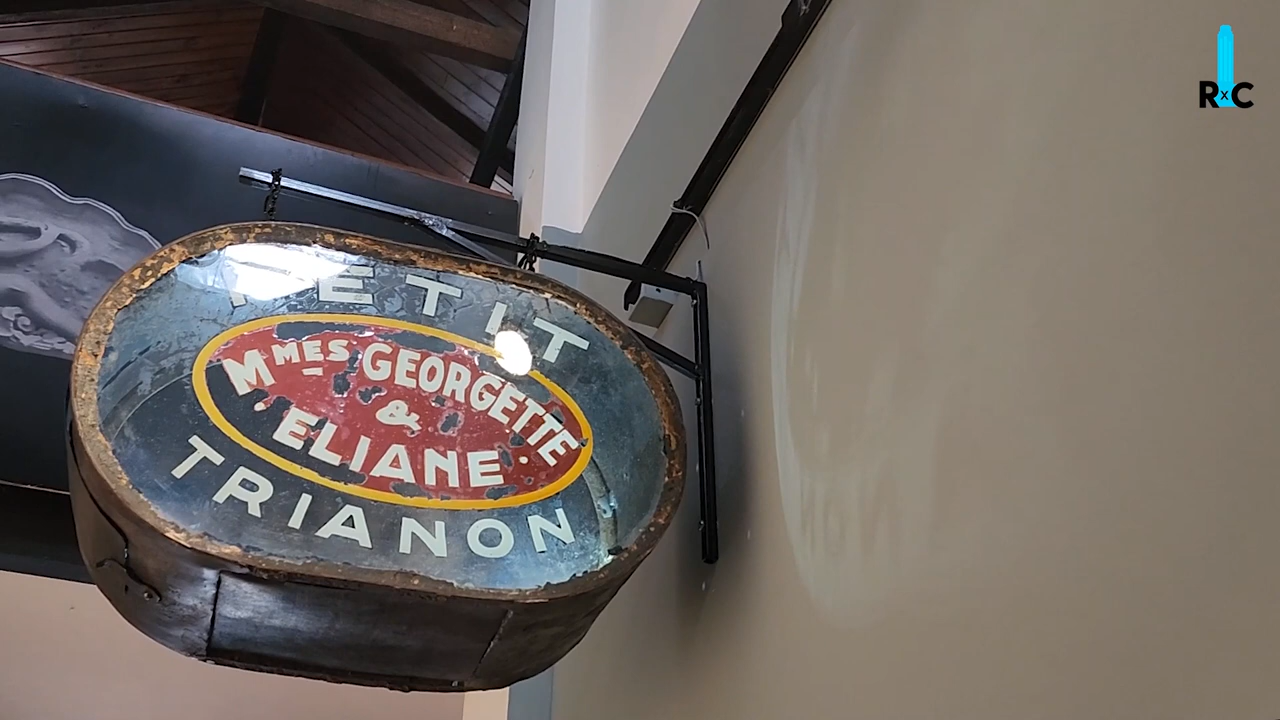 PETIT
Mmes GEORGETTE
&
ELIANE.
TRIANON
RxC